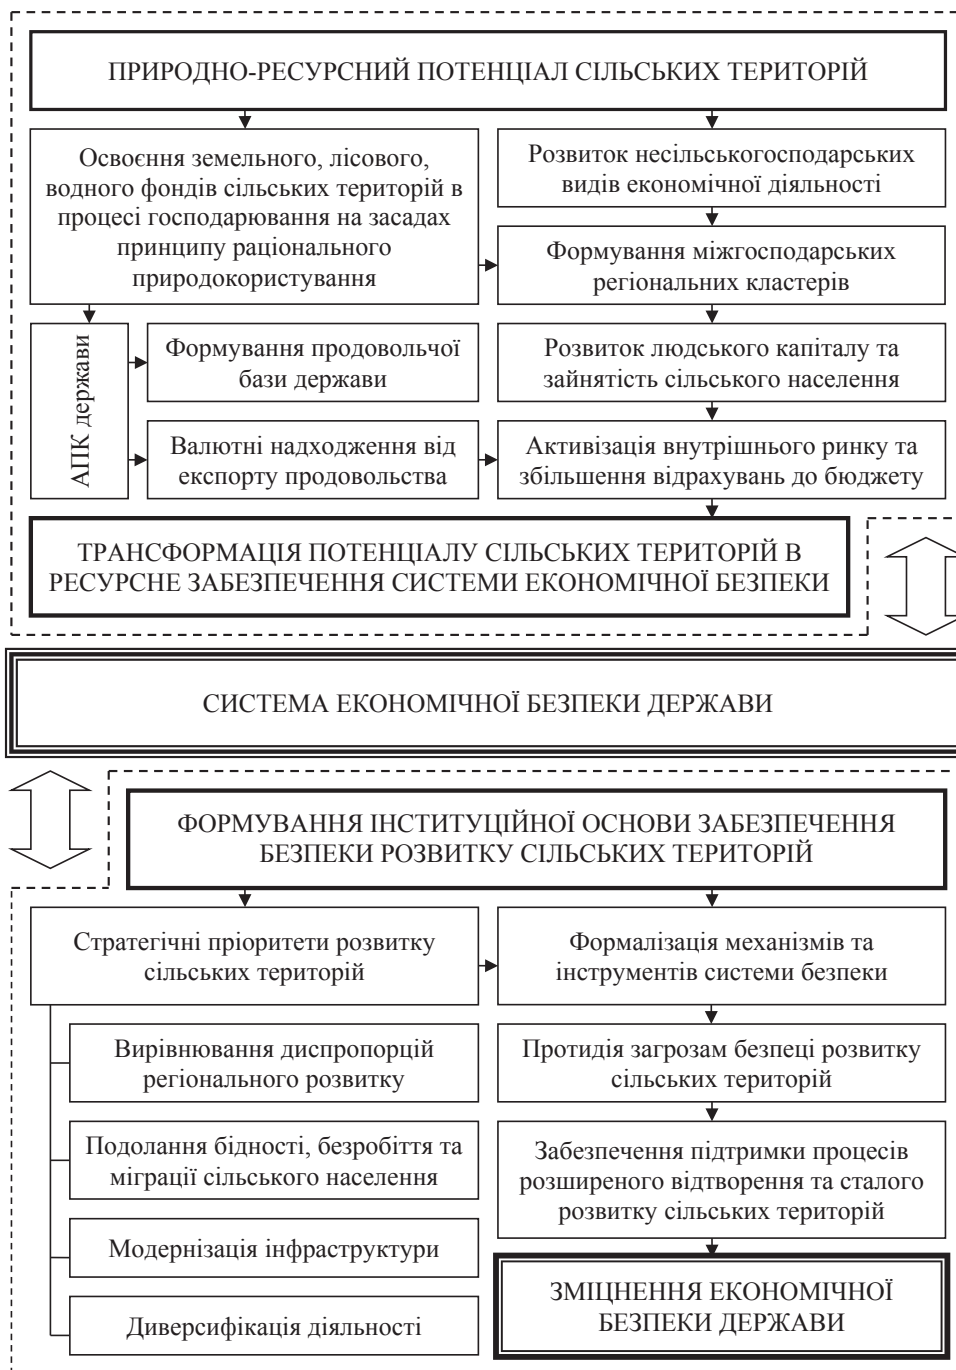 ПРИРОДНО-РЕСУРСНИЙ ПОТЕНЦІАЛ СІЛЬСЬКИХ ТЕРИТОРІЙ
Освоєння земельного, лісового,
водного фондів сільських територій в
процесі господарювання на засадах
принципу раціонального
природокористування
Розвиток несільськогосподарських
видів економічної діяльності
Формування міжгосподарських
регіональних кластерів
АПК держави
Формування продовольчої
бази держави
Розвиток людського капіталу та
зайнятість сільського населення
Валютні надходження від
експорту продовольства
Активізація внутрішнього ринку та
збільшення відрахувань до бюджету
ТРАНСФОРМАЦІЯ ПОТЕНЦІАЛУ СІЛЬСЬКИХ ТЕРИТОРІЙ В
РЕСУРСНЕ ЗАБЕЗПЕЧЕННЯ СИСТЕМИ ЕКОНОМІЧНОЇ БЕЗПЕКИ
СИСТЕМА ЕКОНОМІЧНОЇ БЕЗПЕКИ ДЕРЖАВИ
ФОРМУВАННЯ ІНСТИТУЦІЙНОЇ ОСНОВИ ЗАБЕЗПЕЧЕННЯ
БЕЗПЕКИ РОЗВИТКУ СІЛЬСЬКИХ ТЕРИТОРІЙ
Стратегічні пріоритети розвитку
сільських територій
Формалізація механізмів та
інструментів системи безпеки
Вирівнювання диспропорцій
регіонального розвитку
Протидія загрозам безпеці розвитку
сільських територій
Подолання бідності, безробіття та
міграції сільського населення
Забезпечення підтримки процесів
розширеного відтворення та сталого
розвитку сільських територій
Модернізація інфраструктури
Диверсифікація діяльності
ЗМІЦНЕННЯ ЕКОНОМІЧНОЇ
БЕЗПЕКИ ДЕРЖАВИ